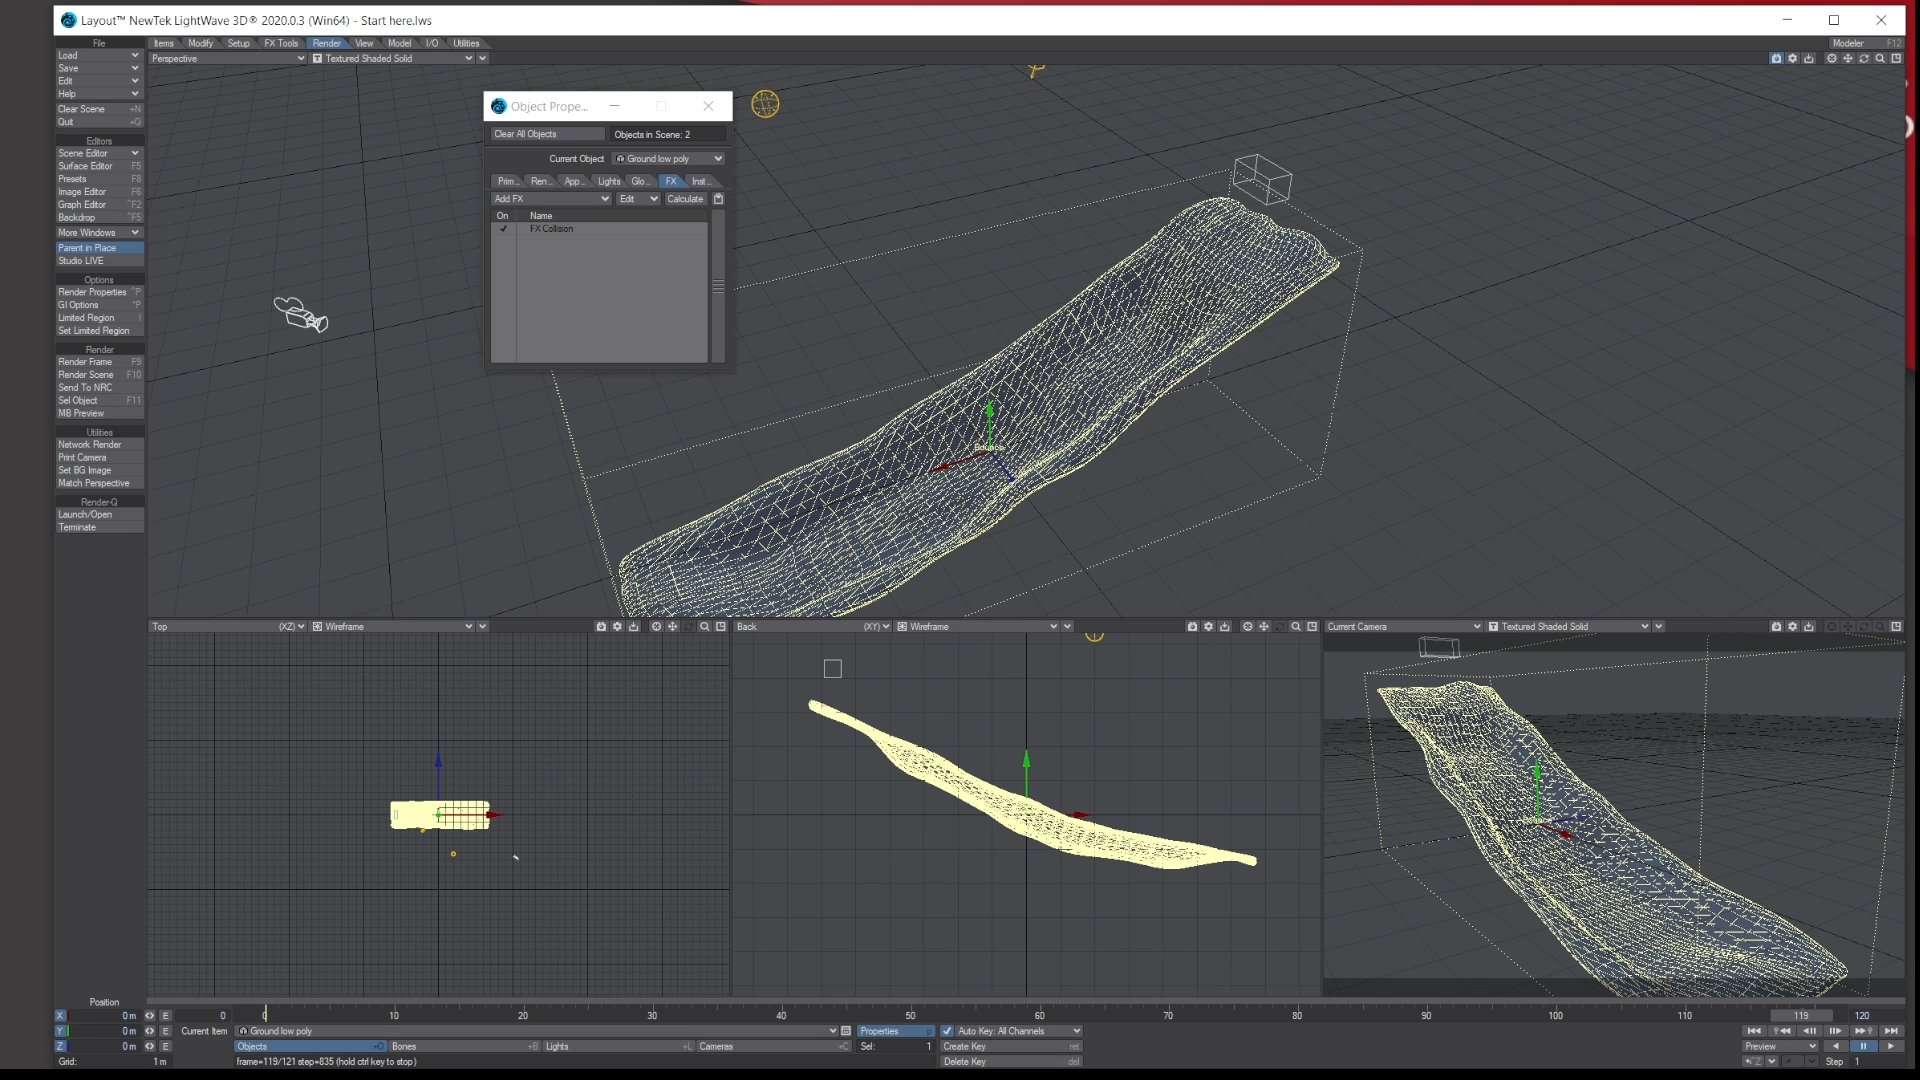 Layout™ NewTek LightWave 3D® 2020.0.3 (Win64) - Start here.lws
File
Items Modify Setup FX Tools Render View Model I/O Utilities
Modeler F12
Load
Save
Edit
Help
Clear Scene +N
Quit +Q
Editors
Scene Editor
Surface Editor F5
Presets F8
Image Editor F6
Graph Editor ^F2
Backdrop ^F5
More Windows
Parent in Place
Studio LIVE
Options
Render Properties ^P
GI Options *P
Limited Region l
Set Limited Region
Render
Render Frame F9
Render Scene F10
Send To NRC
Sel Object F11
MB Preview
Utilities
Network Render
Print Camera
Set BG Image
Match Perspective
Render-Q
Launch/Open
Terminate
Perspective Textured Shaded Solid
Object Prope...
Clear All Objects Objects in Scene: 2
Current Object Ground low poly
Prim... Ren... App... Lights Glo... FX Inst...
Add FX Edit Calculate
On Name
✓ FX Collision
Top (XZ) Wireframe
Back (XY) Wireframe
Current Camera Textured Shaded Solid
Position
X 0 m E
Y 0 m E
Z 0 m E
Grid: 1 m
0 0 10 20 30 40 50 60 70 80 90 100 110 119 120
Current Item Ground low poly
Properties p
Auto Key: All Channels
Objects +O Bones +B Lights +L Cameras +C
Sel: 1
Create Key ret
Delete Key del
frame=119/121 step=835 (hold ctrl key to stop)
Preview
Step 1